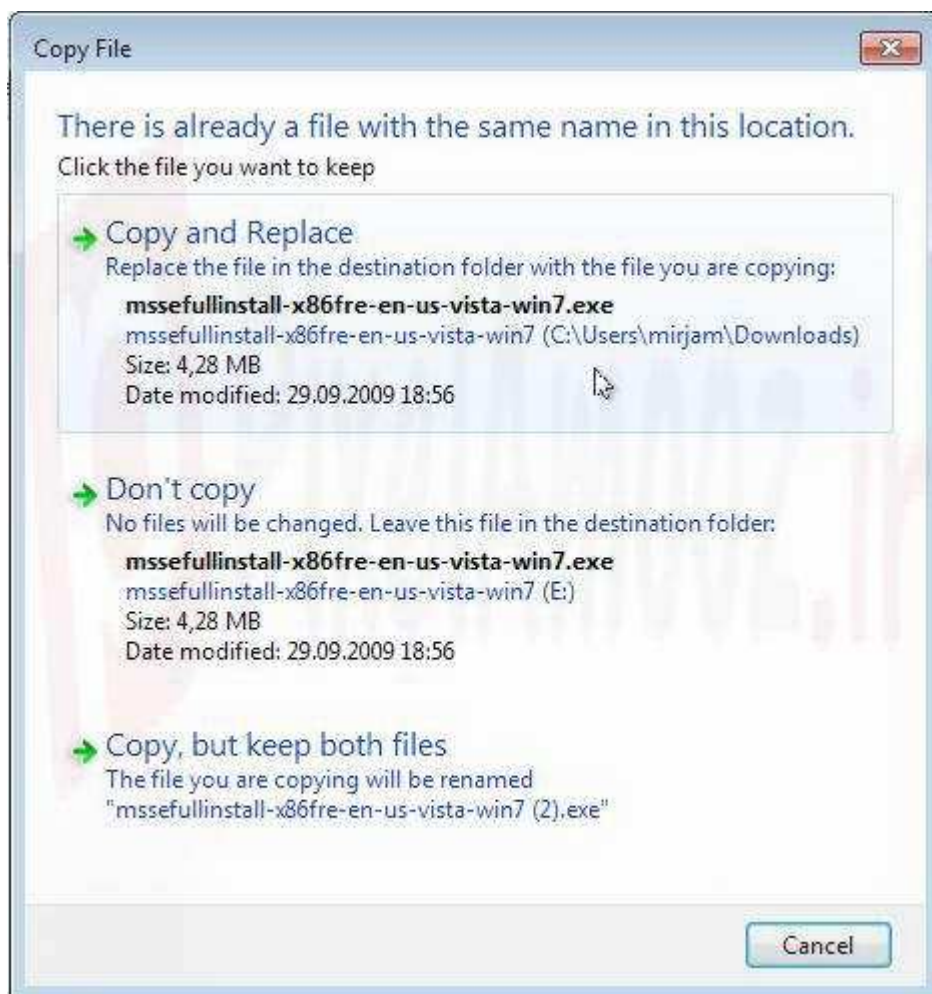 Copy File
There is already a file with the same name in this location.
Click the file you want to keep
Copy and Replace
Replace the file in the destination folder with the file you are copying:
mssefullinstall-x86fre-en-us-vista-win7.exe
mssefullinstall-x86fre-en-us-vista-win7 (C:\Users\mirjam\Downloads)
Size: 4,28 MB
Date modified: 29.09.2009 18:56
Don't copy
No files will be changed. Leave this file in the destination folder:
mssefullinstall-x86fre-en-us-vista-win7.exe
mssefullinstall-x86fre-en-us-vista-win7 (E:)
Size: 4,28 MB
Date modified: 29.09.2009 18:56
Copy, but keep both files
The file you are copying will be renamed
"mssefullinstall-x86fre-en-us-vista-win7 (2).exe"
Cancel